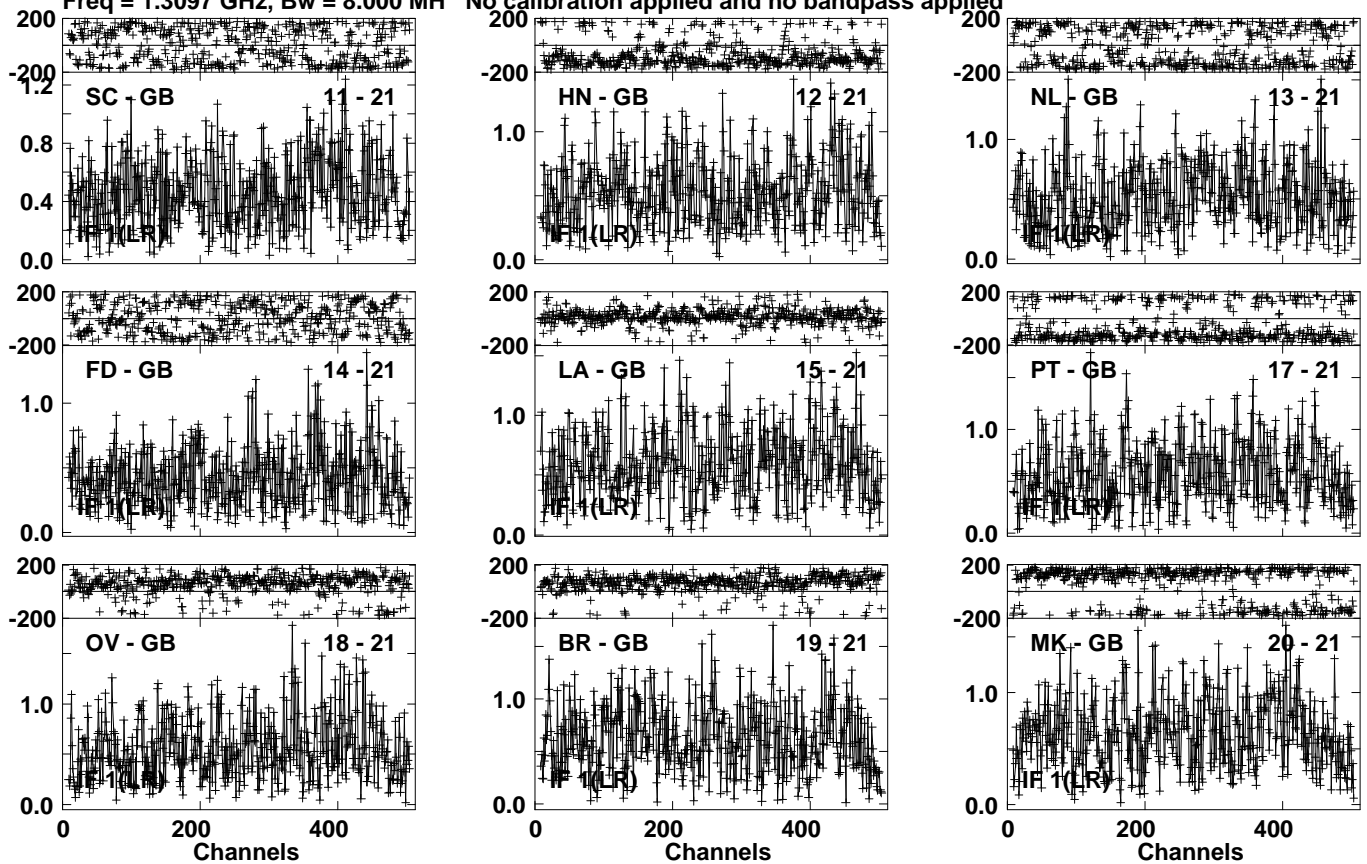 Freq = 1.3097 GHz, Bw = 8.000 MH No calibration applied and no bandpass applied
200 200 200
-200 -200 -200
1.2
SC - GB 11 - 21 HN - GB 12 - 21 NL - GB 13 - 21
1.0 1.0
0.8
0.4
IF 1(LR) IF 1(LR) IF 1(LR)
0.0 0.0 0.0
200 200 200
-200 -200 -200
FD - GB 14 - 21 LA - GB 15 - 21 PT - GB 17 - 21
1.0 1.0 1.0
IF 1(LR) IF 1(LR) IF 1(LR)
0.0 0.0 0.0
200 200 200
-200 -200 -200
OV - GB 18 - 21 BR - GB 19 - 21 MK - GB 20 - 21
1.0 1.0 1.0
IF 1(LR) IF 1(LR) IF 1(LR)
0.0 0.0 0.0
0 200 400 0 200 400 0 200 400
Channels Channels Channels